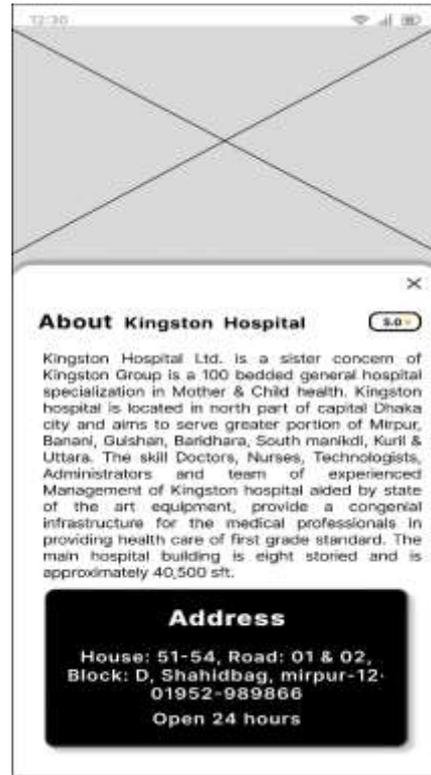 12:30
About Kingston Hospital
5.0
Kingston Hospital Ltd. is a sister concern of
Kingston Group is a 100 bedded general hospital
specialization in Mother & Child health. Kingston
hospital is located in north part of capital Dhaka
city and aims to serve greater portion of Mirpur,
Banani, Gulshan, Baridhara, South manikdi, Kuril &
Uttara. The skill Doctors, Nurses, Technologists,
Administrators and team of experienced
Management of Kingston hospital aided by state
of the art equipment, provide a congenial
infrastructure for the medical professionals in
providing health care of first grade standard. The
main hospital building is eight storied and is
approximately 40,500 sft.
Address
House: 51-54, Road: 01 & 02,
Block: D, Shahidbag, mirpur-12·
01952-989866
Open 24 hours